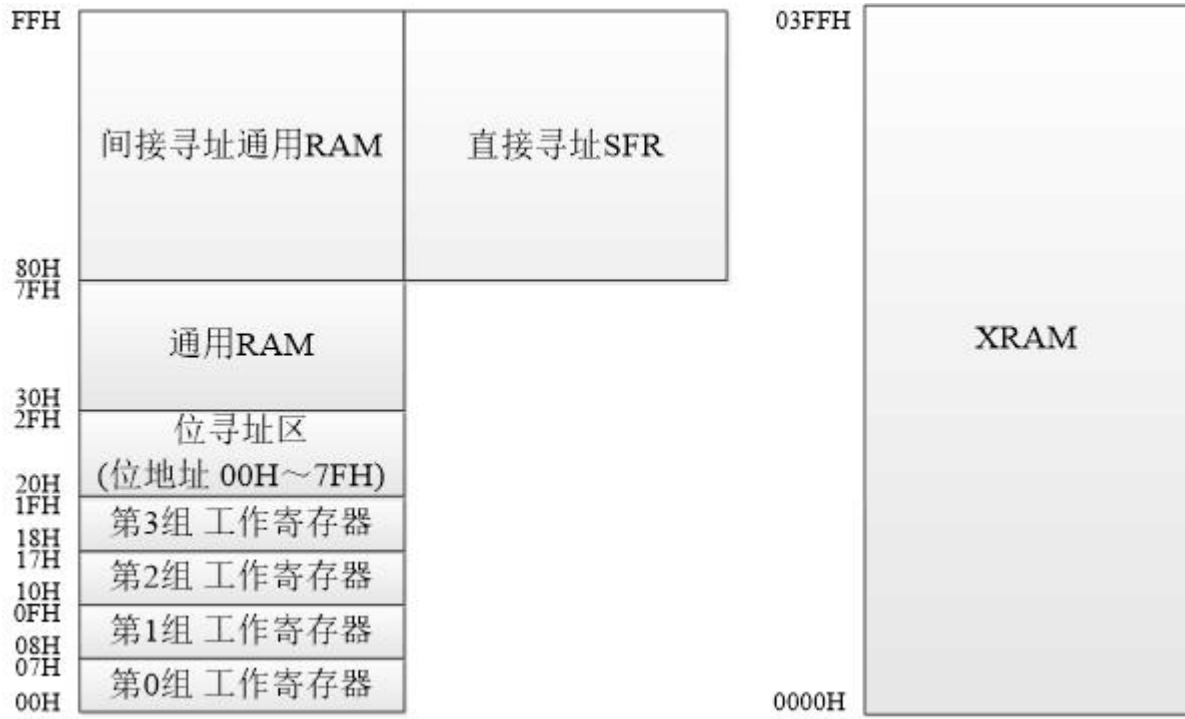 FFH
间接寻址通用RAM
直接寻址SFR
80H
7FH
通用RAM
30H
2FH
位寻址区
(位地址 00H～7FH)
20H
1FH
第3组 工作寄存器
18H
17H
第2组 工作寄存器
10H
0FH
第1组 工作寄存器
08H
07H
第0组 工作寄存器
00H
03FFH
XRAM
0000H